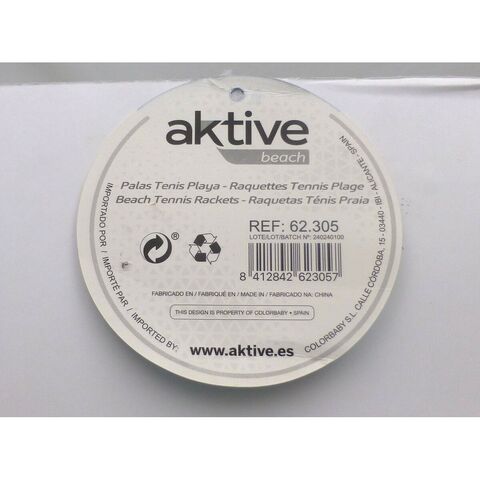 aktive
beach
Palas Tenis Playa - Raquettes Tennis Plage
Beach Tennis Rackets - Raquetas Ténis Praia
REF: 62.305
LOTE/LOT/BATCH Nº: 240240100
8 412842 623057
®
FABRICADO EN / FABRIQUÉ EN / MADE IN / FABRICADO NA: CHINA
THIS DESIGN IS PROPERTY OF COLORBABY • SPAIN
www.aktive.es
IMPORTADO POR / IMPORTÉ PAR / IMPORTED BY:
COLORBABY S.L. CALLE CÓRDOBA, 15 - 03440 - IBI - ALICANTE - SPAIN